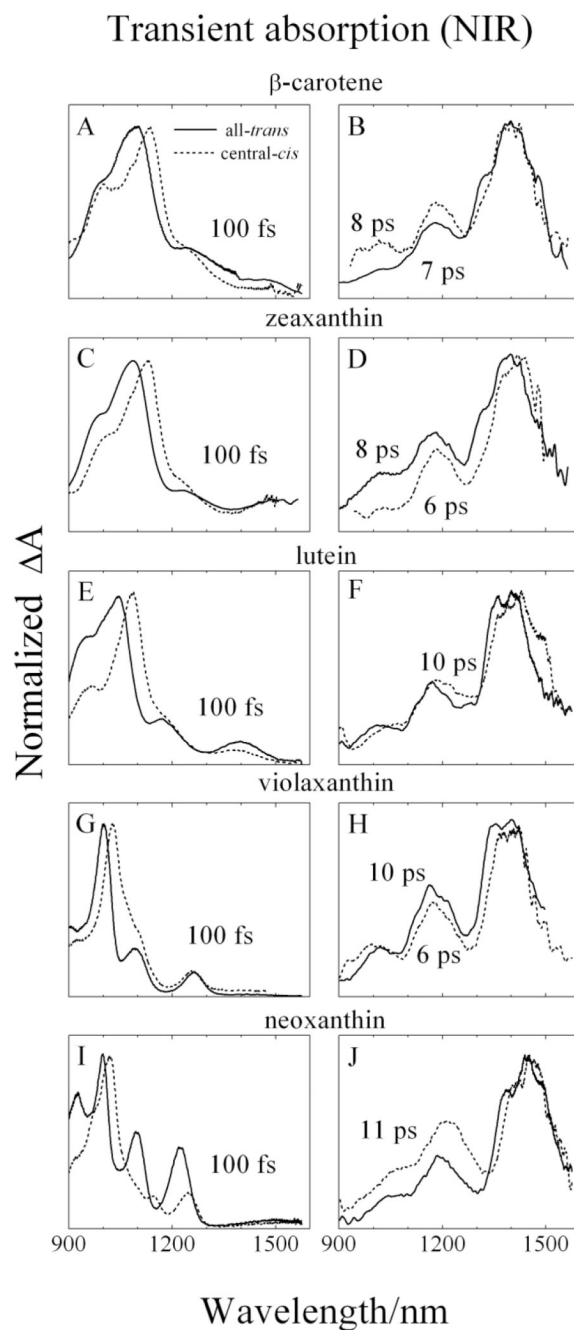 Transient absorption (NIR)
β-carotene
A
all-trans
central-cis
100 fs
B
8 ps
7 ps
zeaxanthin
C
100 fs
D
8 ps
6 ps
lutein
E
100 fs
F
10 ps
violaxanthin
G
100 fs
H
10 ps
6 ps
neoxanthin
I
100 fs
J
11 ps
900 1200 1500 900 1200 1500
Normalized ΔA
Wavelength/nm